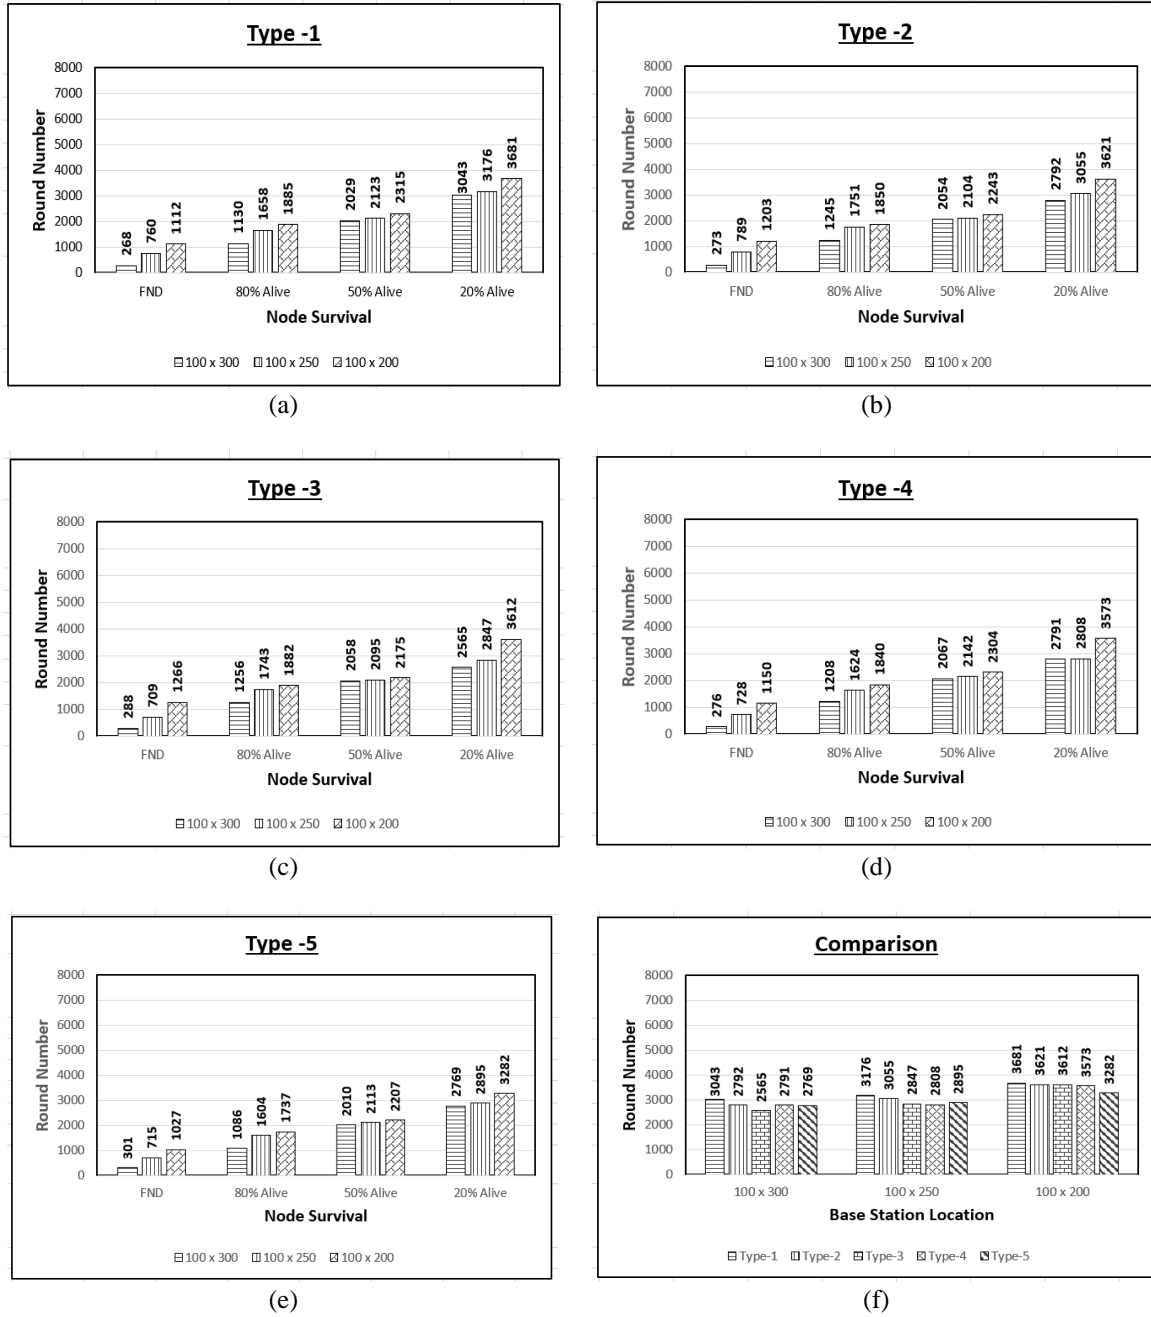 Type -1
Round Number
8000
7000
6000
5000
4000
3000
2000
1000
0
268
760
1112
1130
1658
1885
2029
2123
2315
3043
3176
3681
FND
80% Alive
50% Alive
20% Alive
Node Survival
100 x 300
100 x 250
100 x 200
(a)
Type -2
Round Number
8000
7000
6000
5000
4000
3000
2000
1000
0
273
789
1203
1245
1751
1850
2054
2104
2243
2792
3055
3621
FND
80% Alive
50% Alive
20% Alive
Node Survival
100 x 300
100 x 250
100 x 200
(b)
Type -3
Round Number
8000
7000
6000
5000
4000
3000
2000
1000
0
288
709
1266
1256
1743
1882
2058
2095
2175
2565
2847
3612
FND
80% Alive
50% Alive
20% Alive
Node Survival
100 x 300
100 x 250
100 x 200
(c)
Type -4
Round Number
8000
7000
6000
5000
4000
3000
2000
1000
0
276
728
1150
1208
1624
1840
2067
2142
2304
2791
2808
3573
FND
80% Alive
50% Alive
20% Alive
Node Survival
100 x 300
100 x 250
100 x 200
(d)
Type -5
Round Number
8000
7000
6000
5000
4000
3000
2000
1000
0
301
715
1027
1086
1604
1737
2010
2113
2207
2769
2895
3282
FND
80% Alive
50% Alive
20% Alive
Node Survival
100 x 300
100 x 250
100 x 200
(e)
Comparison
Round Number
8000
7000
6000
5000
4000
3000
2000
1000
0
3043
2792
2565
2791
2769
3176
3055
2847
2808
2895
3681
3621
3612
3573
3282
100 x 300
100 x 250
100 x 200
Base Station Location
Type-1
Type-2
Type-3
Type-4
Type-5
(f)